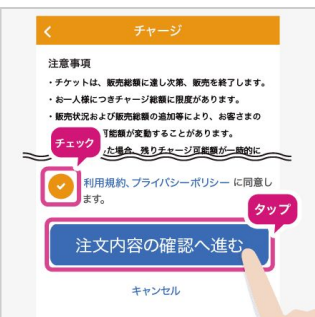 チャージ
注意事項
・チケットは、販売総額に達し次第、販売を終了します。
・お一人様につきチャージ総額に限度があります。
・販売状況および販売総額の追加等により、お客さまの
可能額が変動することがあります。
チェック
した場合、残りチャージ可能額が一時的に
利用規約、プライバシーポリシー に同意し
ます。
タップ
注文内容の確認へ進む
キャンセル